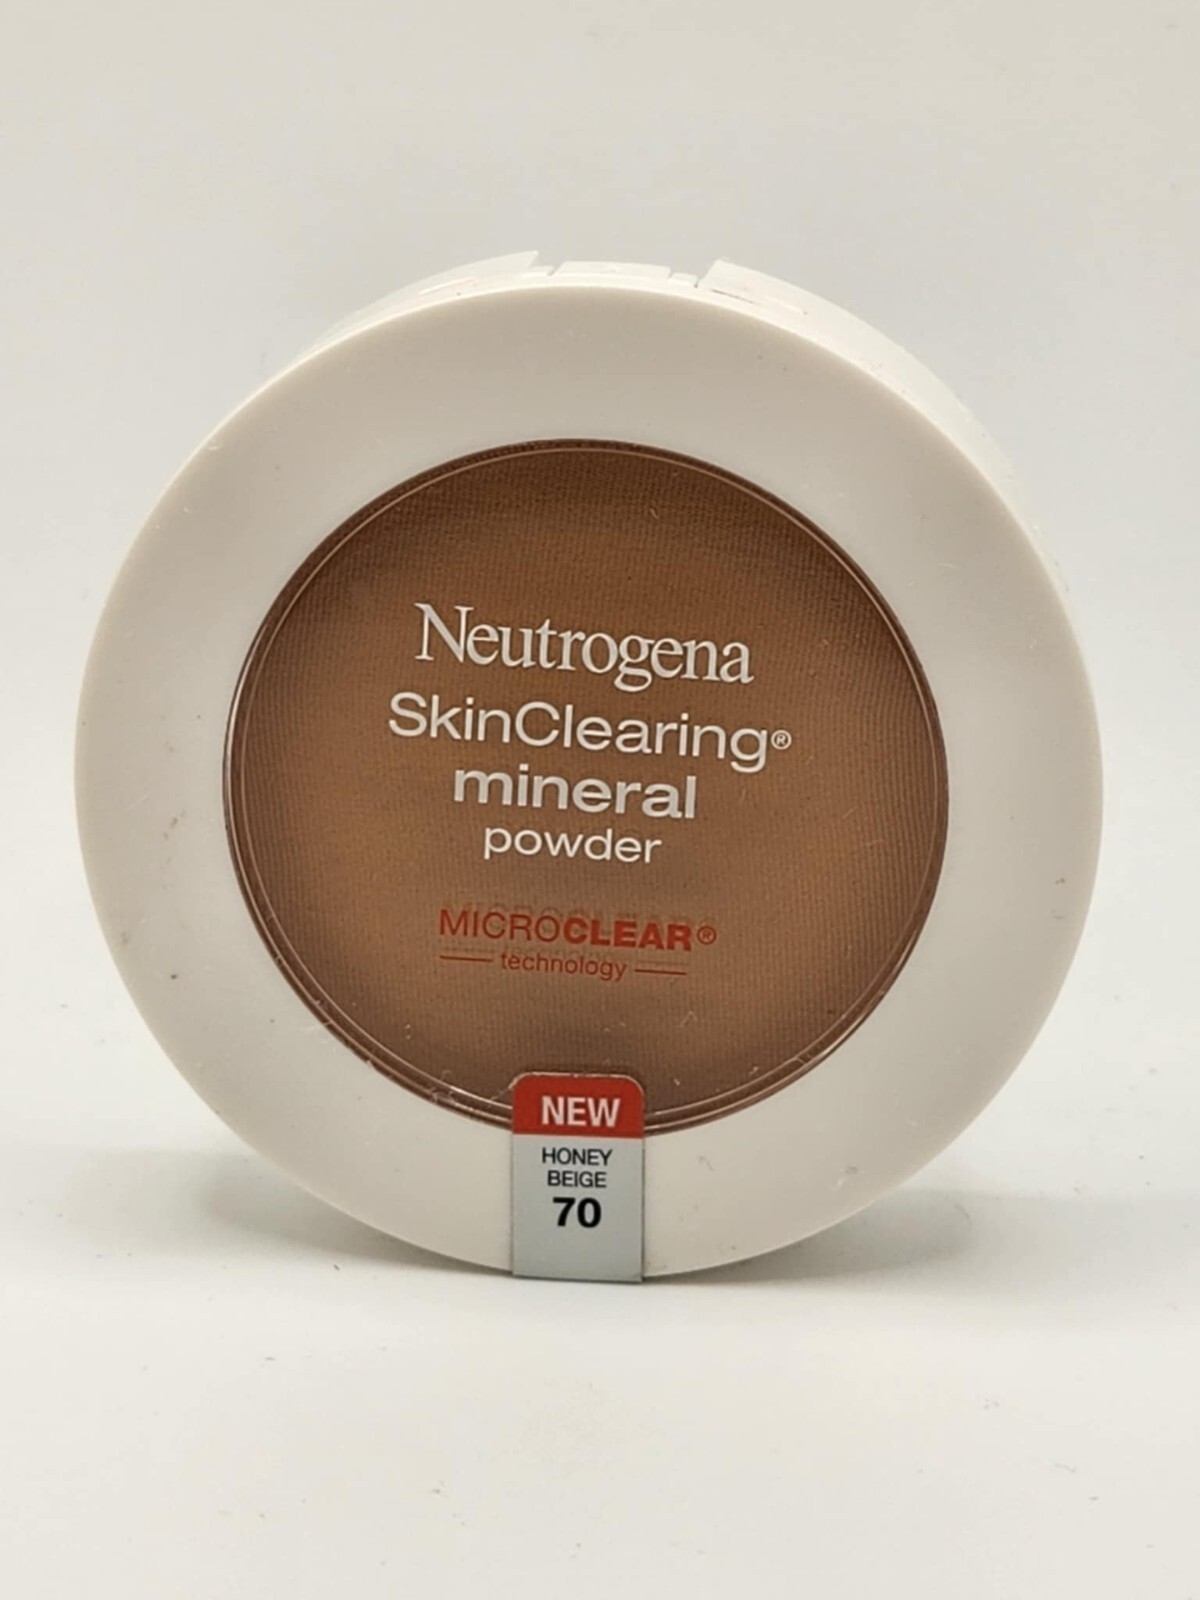 Neutrogena
SkinClearing®
mineral
powder
MICROCLEAR®
technology
NEW
HONEY
BEIGE
70